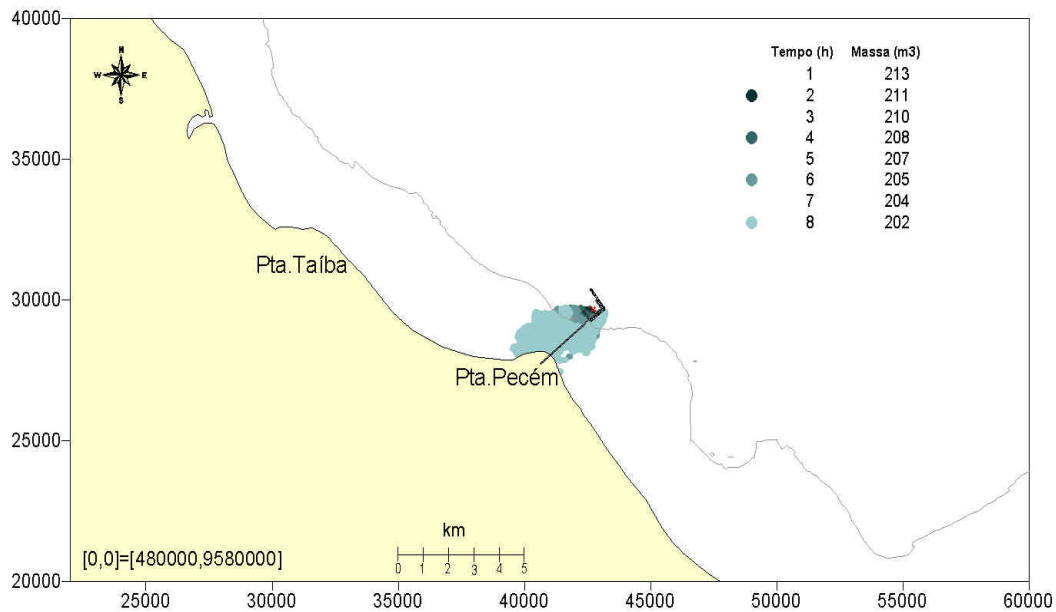 40000
N
W E
S
Tempo (h) Massa (m3)
1 213
2 211
3 210
4 208
5 207
6 205
7 204
8 202
35000
Pta.Taíba
30000
Pta.Pecém
25000
km
[0,0]=[480000,9580000]
0 1 2 3 4 5
20000
25000 30000 35000 40000 45000 50000 55000 60000